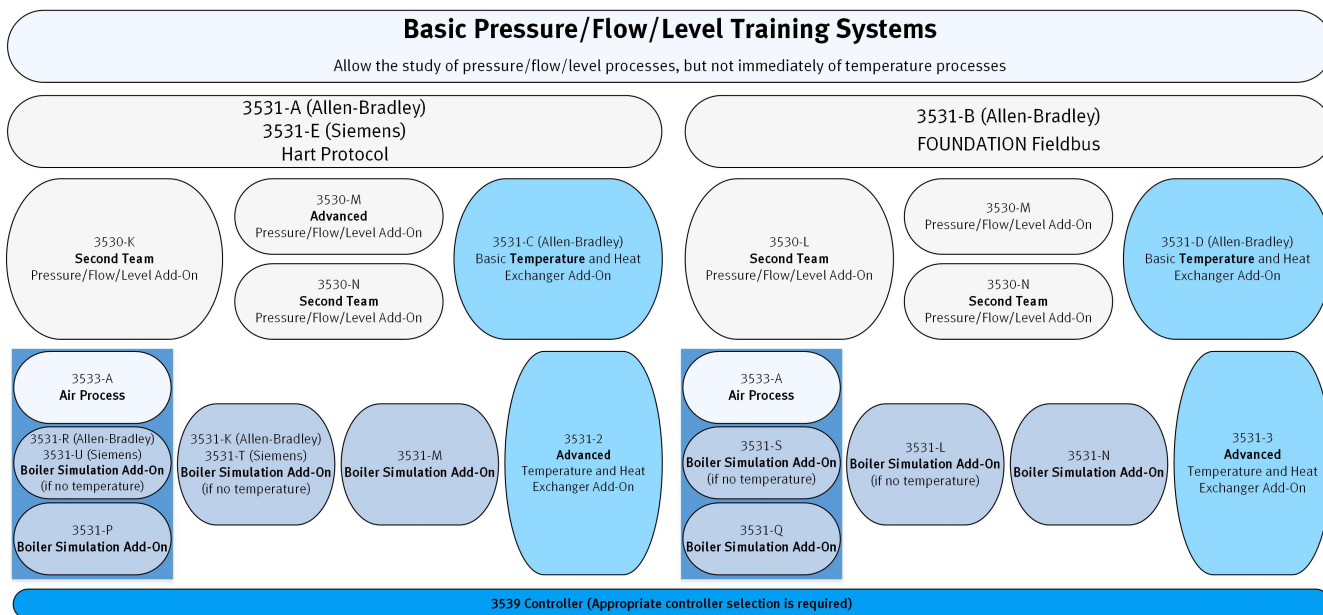 Basic Pressure/Flow/Level Training Systems
Allow the study of pressure/flow/level processes, but not immediately of temperature processes
3531-A (Allen-Bradley)
3531-E (Siemens)
Hart Protocol
3531-B (Allen-Bradley)
FOUNDATION Fieldbus
3530-K
Second Team
Pressure/Flow/Level Add-On
3530-M
Advanced
Pressure/Flow/Level Add-On
3530-N
Second Team
Pressure/Flow/Level Add-On
3531-C (Allen-Bradley)
Basic Temperature and Heat
Exchanger Add-On
3530-L
Second Team
Pressure/Flow/Level Add-On
3530-M
Pressure/Flow/Level Add-On
3530-N
Second Team
Pressure/Flow/Level Add-On
3531-D (Allen-Bradley)
Basic Temperature and Heat
Exchanger Add-On
3533-A
Air Process
3531-R (Allen-Bradley)
3531-U (Siemens)
Boiler Simulation Add-On
(if no temperature)
3531-P
Boiler Simulation Add-On
3531-K (Allen-Bradley)
3531-T (Siemens)
Boiler Simulation Add-On
(if no temperature)
3531-M
Boiler Simulation Add-On
3531-2
Advanced
Temperature and Heat
Exchanger Add-On
3533-A
Air Process
3531-S
Boiler Simulation Add-On
(if no temperature)
3531-Q
Boiler Simulation Add-On
3531-L
Boiler Simulation Add-On
(if no temperature)
3531-N
Boiler Simulation Add-On
3531-3
Advanced
Temperature and Heat
Exchanger Add-On
3539 Controller (Appropriate controller selection is required)